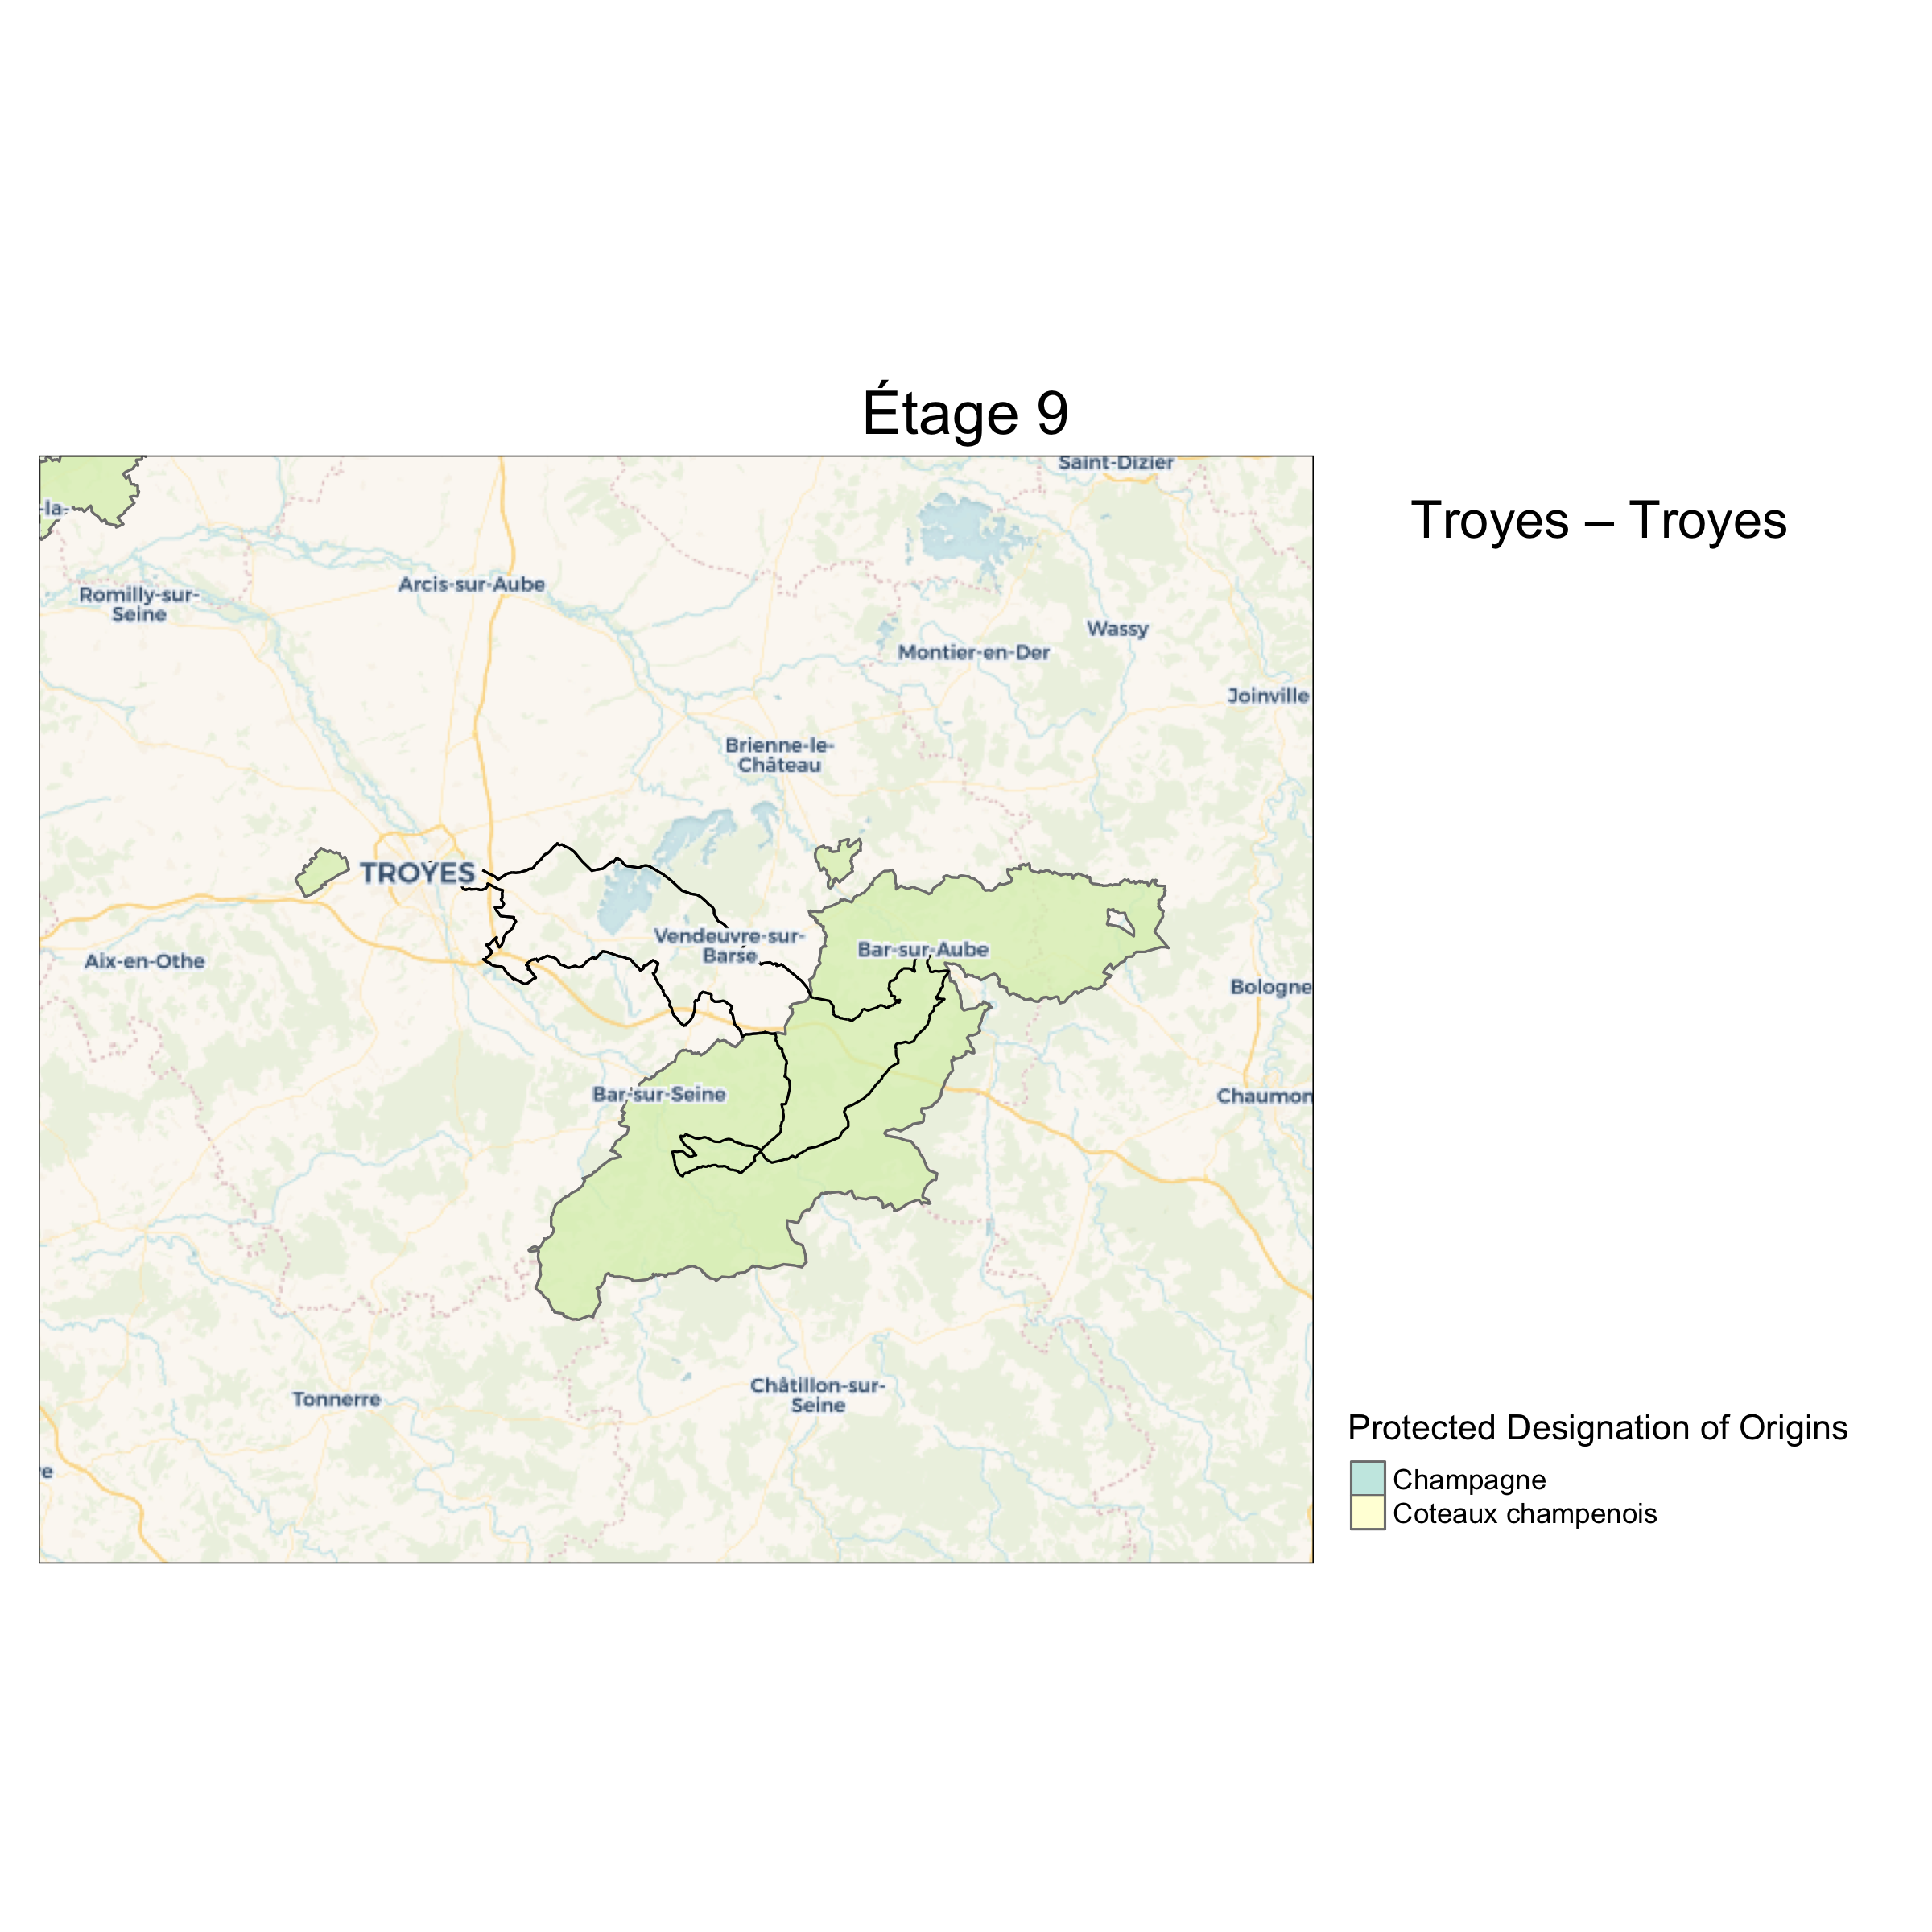 Étage 9
Troyes – Troyes
Saint-Dizier
-la-
Arcis-sur-Aube
Romilly-sur-
Seine
Wassy
Montier-en-Der
Joinville
Brienne-le-
Château
TROYES
Vendeuvre-sur-
Barse
Bar-sur-Aube
Aix-en-Othe
Bologne
Bar-sur-Seine
Chaumon
Châtillon-sur-
Seine
Tonnerre
e
Protected Designation of Origins
Champagne
Coteaux champenois